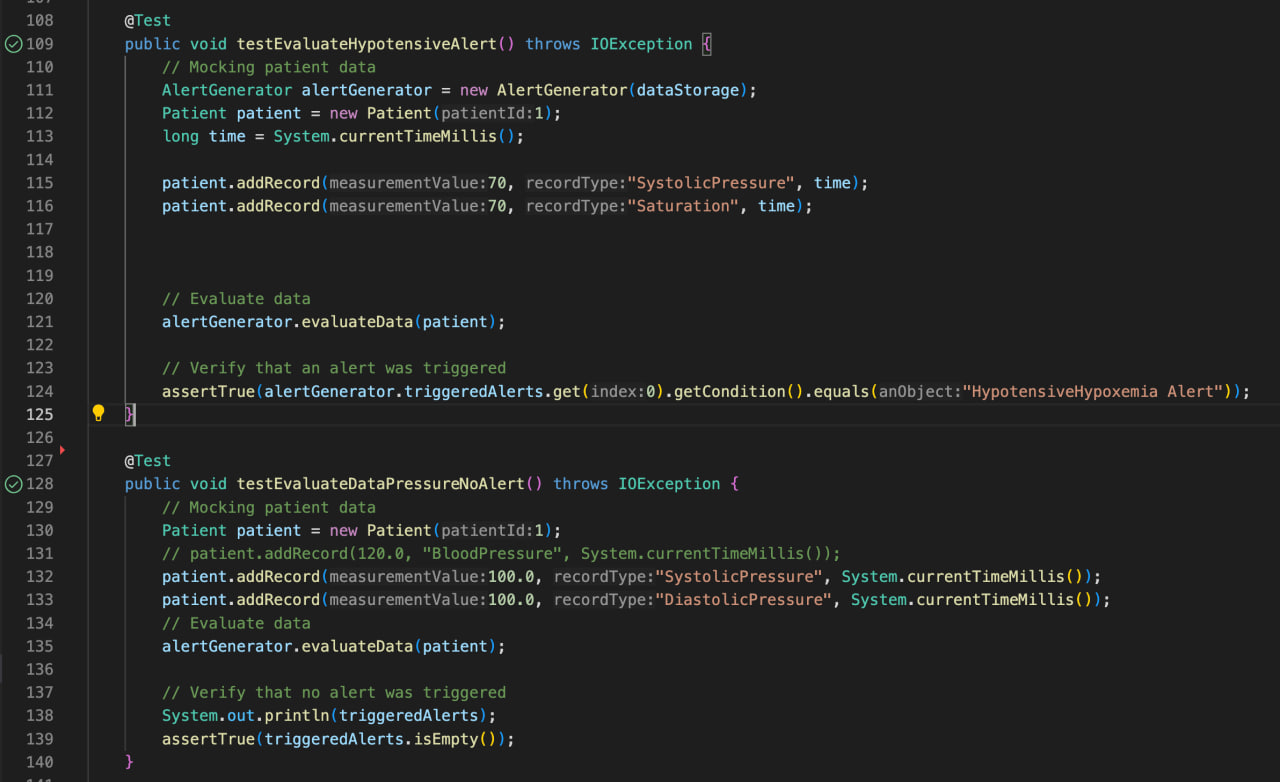 108 @Test
109 public void testEvaluateHypotensiveAlert() throws IOException {
110 // Mocking patient data
111 AlertGenerator alertGenerator = new AlertGenerator(dataStorage);
112 Patient patient = new Patient(patientId:1);
113 long time = System.currentTimeMillis();
114
115 patient.addRecord(measurementValue:70, recordType:"SystolicPressure", time);
116 patient.addRecord(measurementValue:70, recordType:"Saturation", time);
117
118
119
120 // Evaluate data
121 alertGenerator.evaluateData(patient);
122
123 // Verify that an alert was triggered
124 assertTrue(alertGenerator.triggeredAlerts.get(index:0).getCondition().equals(anObject:"HypotensiveHypoxemia Alert"));
125 }
126
127 @Test
128 public void testEvaluateDataPressureNoAlert() throws IOException {
129 // Mocking patient data
130 Patient patient = new Patient(patientId:1);
131 // patient.addRecord(120.0, "BloodPressure", System.currentTimeMillis());
132 patient.addRecord(measurementValue:100.0, recordType:"SystolicPressure", System.currentTimeMillis());
133 patient.addRecord(measurementValue:100.0, recordType:"DiastolicPressure", System.currentTimeMillis());
134 // Evaluate data
135 alertGenerator.evaluateData(patient);
136
137 // Verify that no alert was triggered
138 System.out.println(triggeredAlerts);
139 assertTrue(triggeredAlerts.isEmpty());
140 }